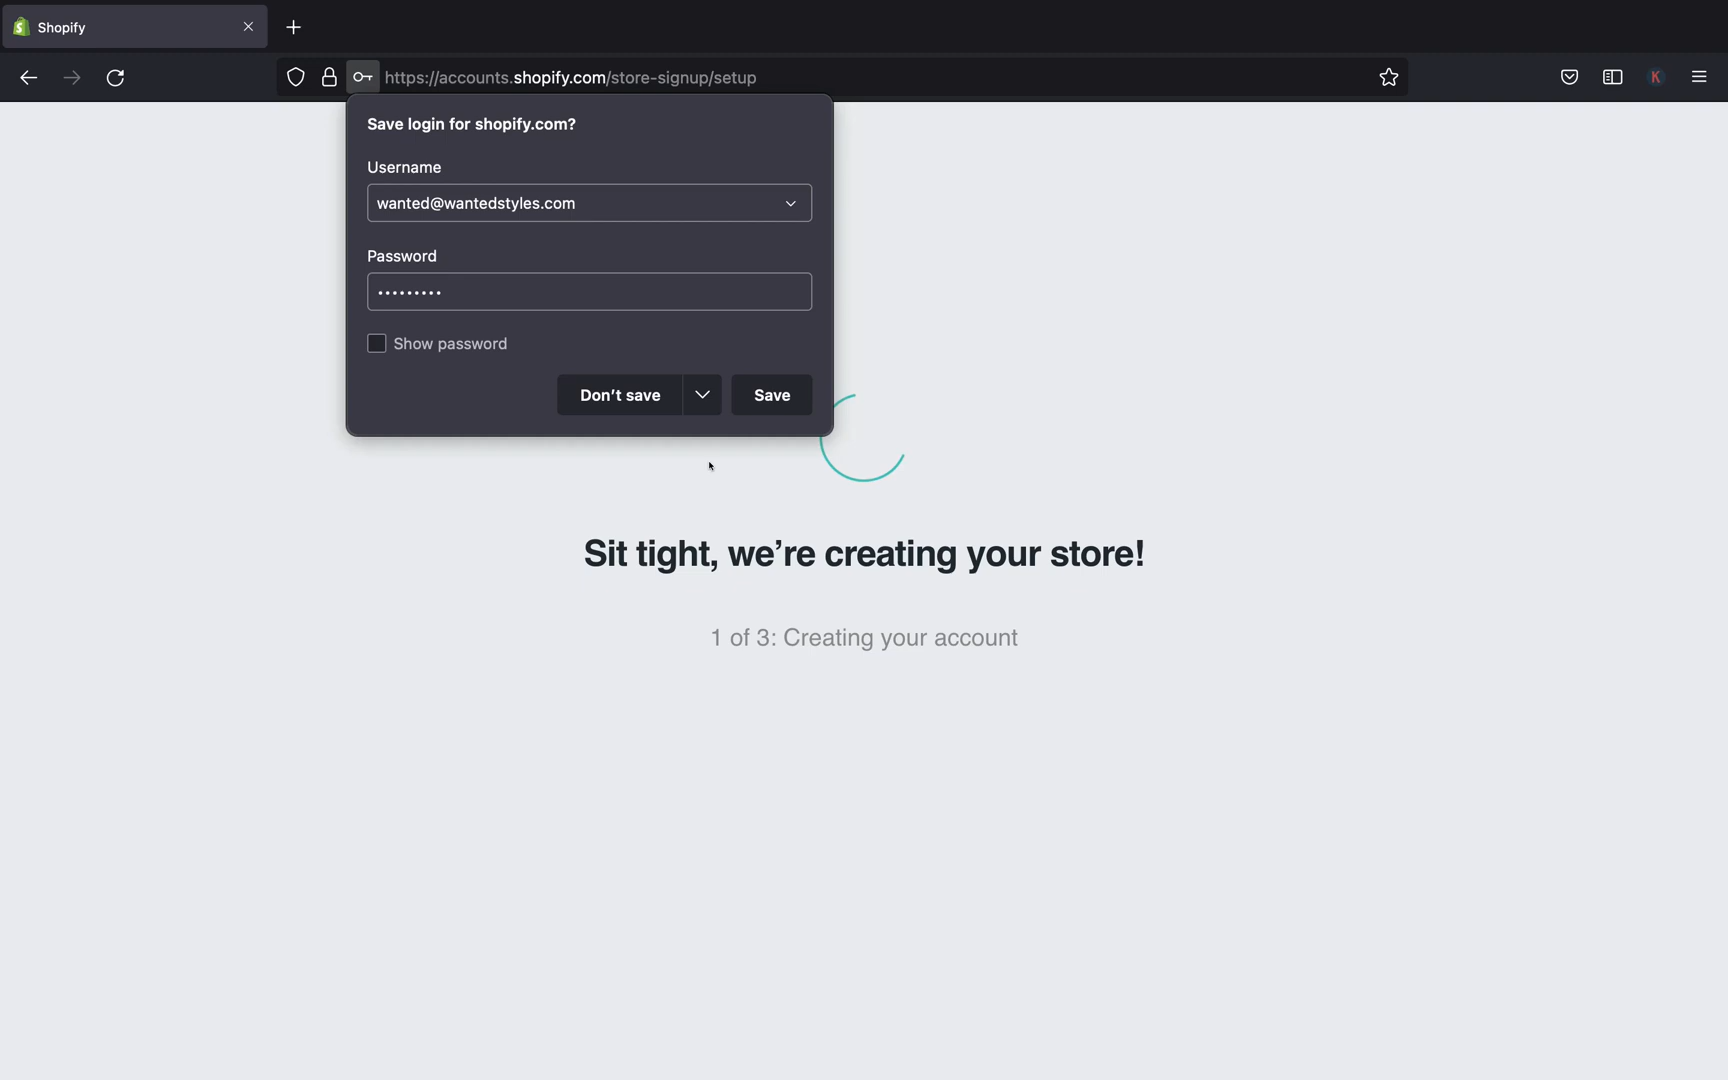 Shopify
https://accounts.shopify.com/store-signup/setup
K
Save login for shopify.com?
Username
wanted@wantedstyles.com
Password
•••••••••
Show password
Don't save
Save
Sit tight, we’re creating your store!
1 of 3: Creating your account